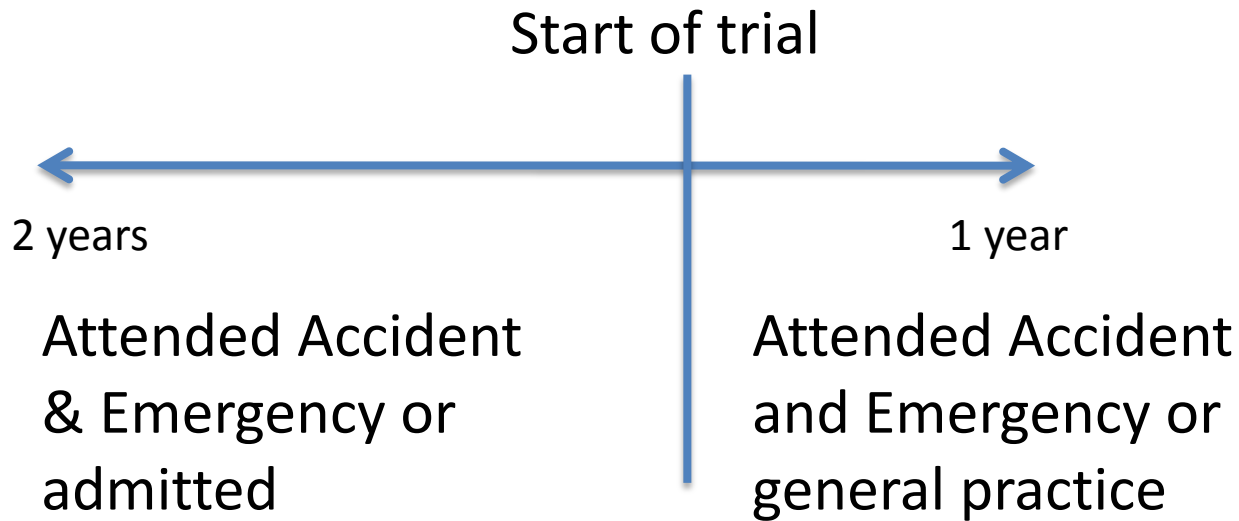 Start of trial
2 years
1 year
Attended Accident
& Emergency or
admitted
Attended Accident
and Emergency or
general practice